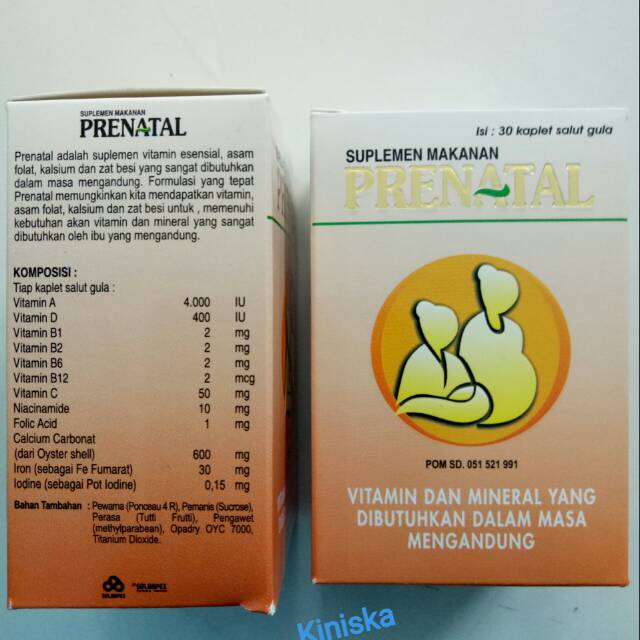 SUPLEMEN MAKANAN
PRENATAL
Prenatal adalah suplemen vitamin esensial, asam
folat, kalsium dan zat besi yang sangat dibutuhkan
dalam masa mengandung. Formulasi yang tepat
Prenatal memungkinkan kita mendapatkan vitamin,
asam folat, kalsium dan zat besi untuk , memenuhi
kebutuhan akan vitamin dan mineral yang sangat
dibutuhkan oleh ibu yang mengandung.
KOMPOSISI :
Tiap kaplet salut gula :
Vitamin A 4.000 IU
Vitamin D 400 IU
Vitamin B1 2 mg
Vitamin B2 2 mg
Vitamin B6 2 mg
Vitamin B12 2 mcg
Vitamin C 50 mg
Niacinamide 10 mg
Folic Acid 1 mg
Calcium Carbonat
(dari Oyster shell) 600 mg
Iron (sebagai Fe Fumarat) 30 mg
Iodine (sebagai Pot Iodine) 0,15 mg
Bahan Tambahan : Pewarna (Ponceau 4 R), Pemanis (Sucrose),
Perasa (Tutti Frutti), Pengawet
(methylparabean), Opadry OYC 7000,
Titanium Dioxide.
Isi : 30 kaplet salut gula
SUPLEMEN MAKANAN
PRENATAL
POM SD. 051 521 991
VITAMIN DAN MINERAL YANG
DIBUTUHKAN DALAM MASA
MENGANDUNG
Kiniska